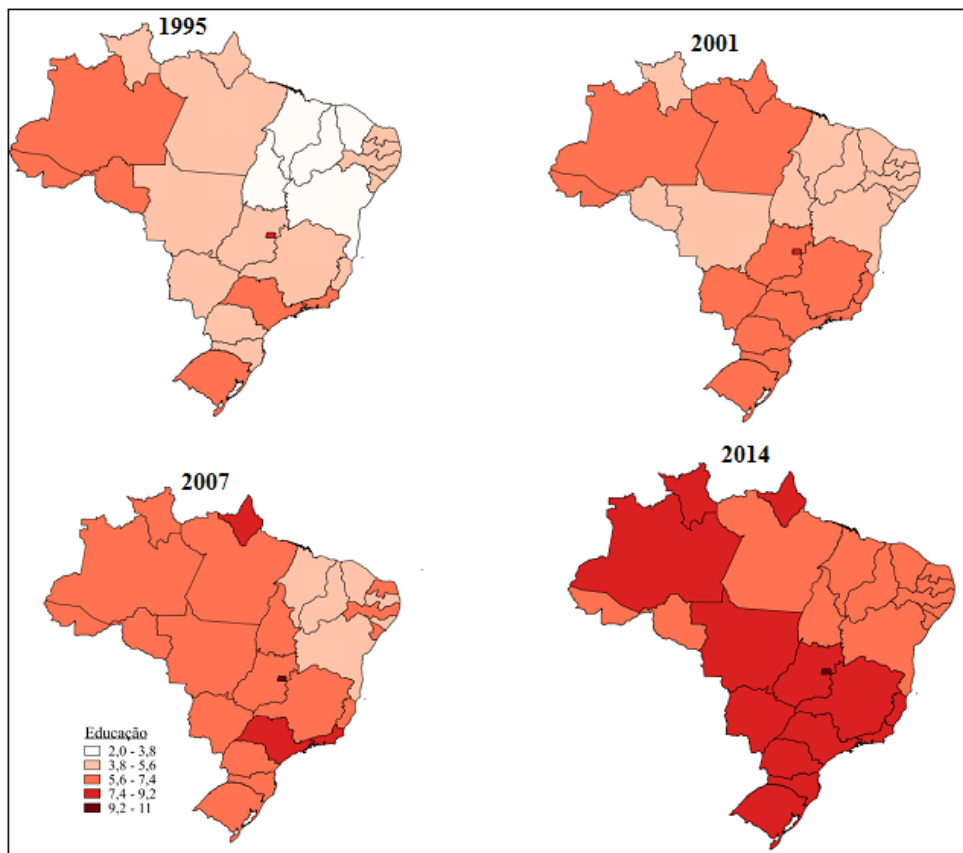 1995
2001
2007
2014
Educação
2,0 - 3,8
3,8 - 5,6
5,6 - 7,4
7,4 - 9,2
9,2 - 11